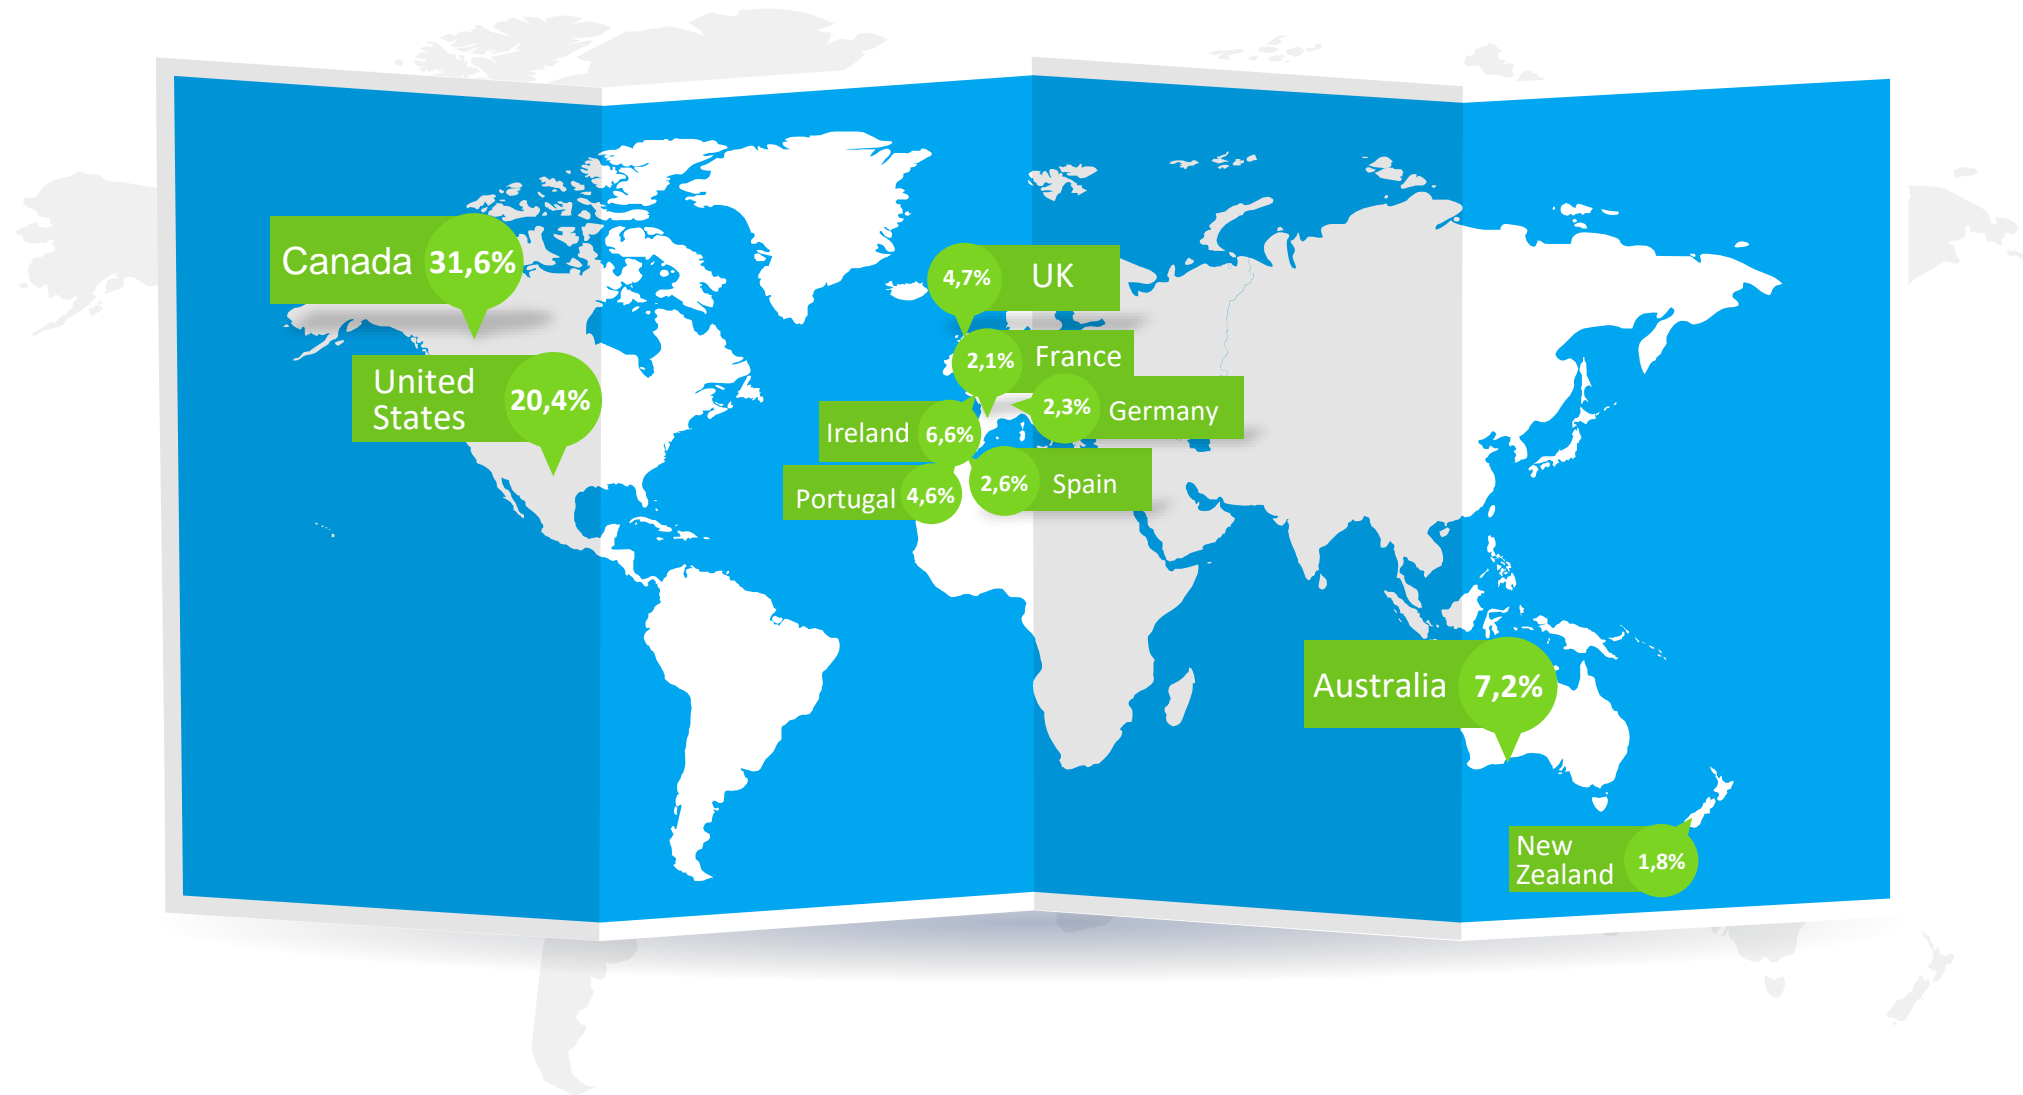 Canada 31,6%
United
States
20,4%
4,7% UK
2,1% France
2,3% Germany
Ireland 6,6%
Portugal 4,6%
2,6% Spain
Australia 7,2%
New
Zealand
1,8%